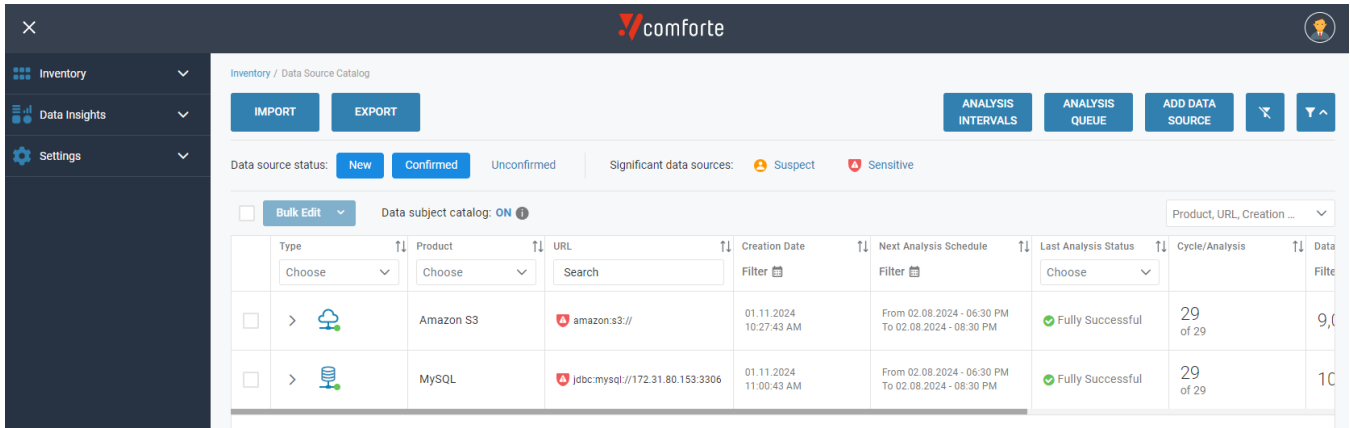 comforte
Inventory
Data Insights
Settings
Inventory / Data Source Catalog
IMPORT EXPORT ANALYSIS INTERVALS ANALYSIS QUEUE ADD DATA SOURCE
Data source status: New Confirmed Unconfirmed Significant data sources: Suspect Sensitive
Bulk Edit Data subject catalog: ON Product, URL, Creation ...
Type Product URL Creation Date Next Analysis Schedule Last Analysis Status Cycle/Analysis Data
Choose Choose Search Filter Filter Choose Filte
Amazon S3 amazon:s3:// 01.11.2024 10:27:43 AM From 02.08.2024 - 06:30 PM To 02.08.2024 - 08:30 PM Fully Successful 29 of 29 9,0
MySQL jdbc:mysql://172.31.80.153:3306 01.11.2024 11:00:43 AM From 02.08.2024 - 06:30 PM To 02.08.2024 - 08:30 PM Fully Successful 29 of 29 10